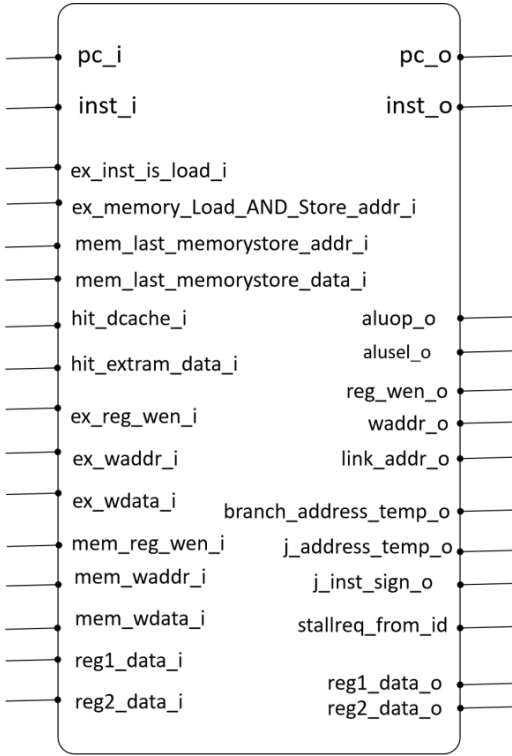 pc_i
pc_o
inst_i
inst_o
ex_inst_is_load_i
ex_memory_Load_AND_Store_addr_i
mem_last_memorystore_addr_i
mem_last_memorystore_data_i
hit_dcache_i
aluop_o
alusel_o
hit_extram_data_i
reg_wen_o
ex_reg_wen_i
waddr_o
ex_waddr_i
link_addr_o
ex_wdata_i
branch_address_temp_o
mem_reg_wen_i
j_address_temp_o
mem_waddr_i
j_inst_sign_o
mem_wdata_i
stallreq_from_id
reg1_data_i
reg1_data_o
reg2_data_i
reg2_data_o